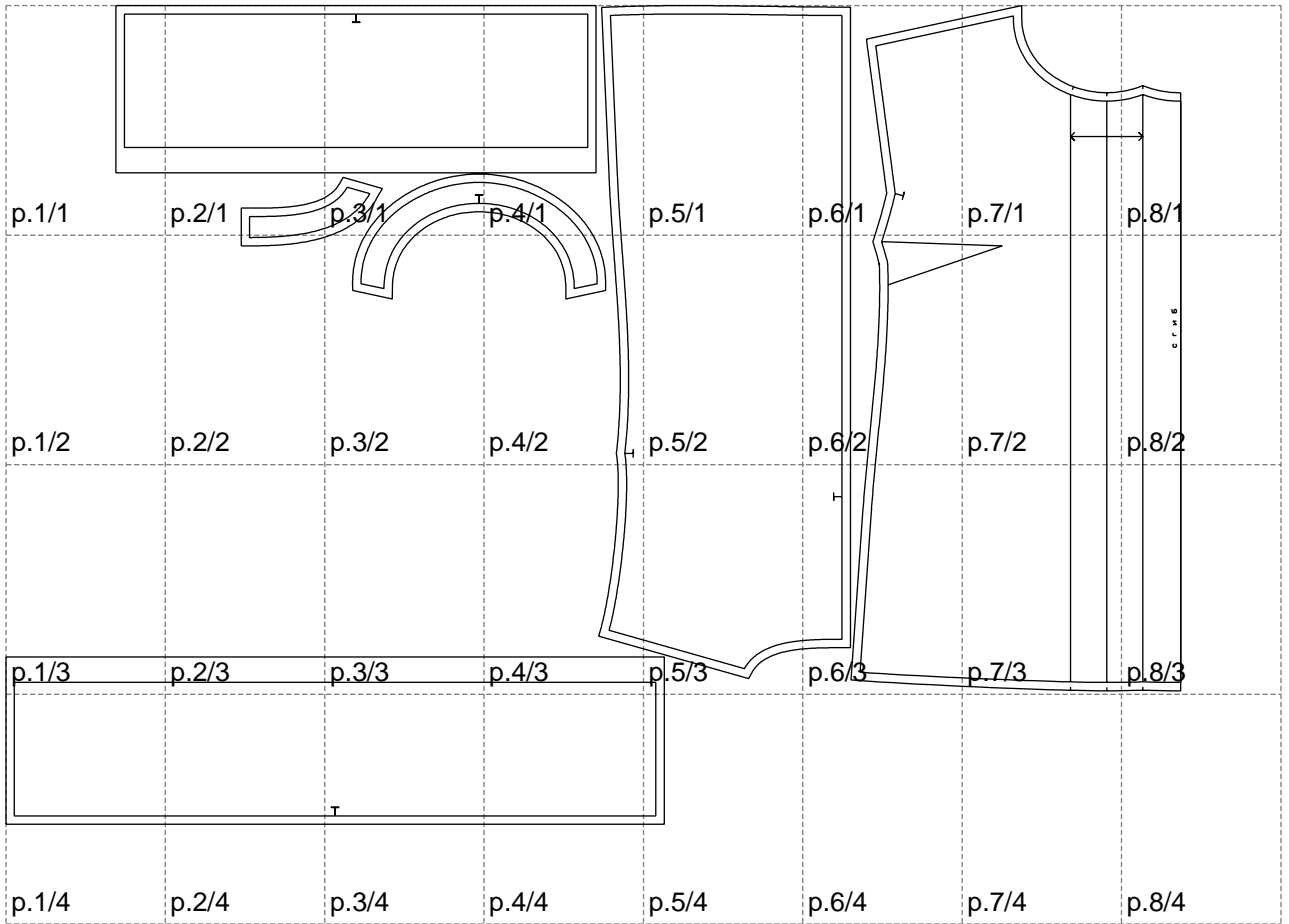 p.1/1 p.2/1 p.3/1 p.4/1 p.5/1 p.6/1 p.7/1 p.8/1
сгиб
p.1/2 p.2/2 p.3/2 p.4/2 p.5/2 p.6/2 p.7/2 p.8/2
p.1/3 p.2/3 p.3/3 p.4/3 p.5/3 p.6/3 p.7/3 p.8/3
p.1/4 p.2/4 p.3/4 p.4/4 p.5/4 p.6/4 p.7/4 p.8/4